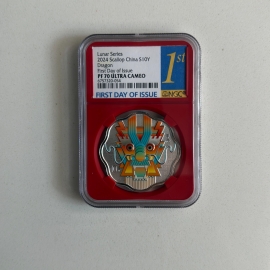 Lunar Series
2024 Scallop China S10Y
Dragon
First Day of Issue
PF 70 ULTRA CAMEO
1st
NGC
FIRST DAY OF ISSUE